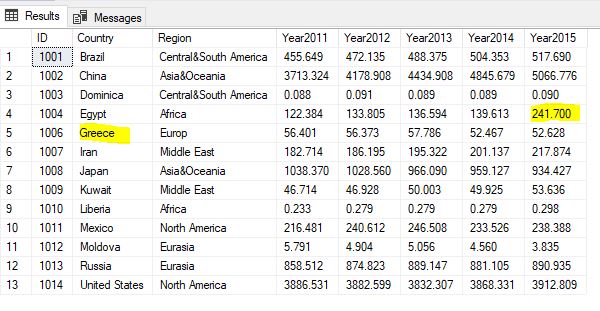 Results Messages
ID Country Region Year2011 Year2012 Year2013 Year2014 Year2015
1 1001 Brazil Central&South America 455.649 472.135 488.375 504.353 517.690
2 1002 China Asia&Oceania 3713.324 4178.908 4434.908 4845.679 5066.776
3 1003 Dominica Central&South America 0.088 0.091 0.089 0.089 0.090
4 1004 Egypt Africa 122.384 133.805 136.594 139.613 241.700
5 1006 Greece Europ 56.401 56.373 57.786 52.467 52.628
6 1007 Iran Middle East 182.714 186.195 195.322 201.137 217.874
7 1008 Japan Asia&Oceania 1038.370 1028.560 966.090 959.127 934.427
8 1009 Kuwait Middle East 46.714 46.928 50.003 49.925 53.636
9 1010 Liberia Africa 0.233 0.279 0.279 0.279 0.298
10 1011 Mexico North America 216.481 240.612 246.508 233.526 238.388
11 1012 Moldova Eurasia 5.791 4.904 5.056 4.560 3.835
12 1013 Russia Eurasia 858.512 874.823 889.147 881.105 890.935
13 1014 United States North America 3886.531 3882.599 3832.307 3868.331 3912.809